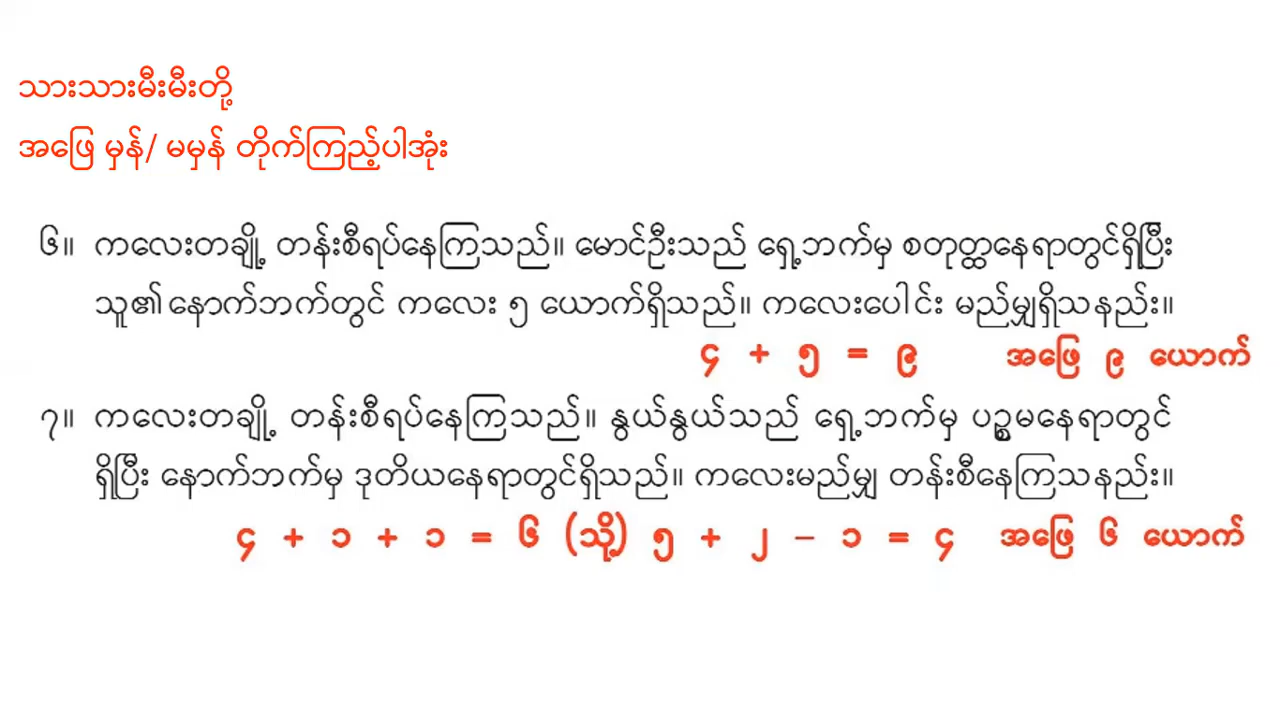 သားသားမီးမီးတို့
အဖြေ မှန်/ မမှန် တိုက်ကြည့်ပါအုံး
၆။ ကလေးတချို့ တန်းစီရပ်နေကြသည်။ မောင်ဦးသည် ရှေ့ဘက်မှ စတုတ္ထနေရာတွင်ရှိပြီး
သူ၏နောက်ဘက်တွင် ကလေး ၅ ယောက်ရှိသည်။ ကလေးပေါင်း မည်မျှရှိသနည်း။
၄ + ၅ = ၉ အဖြေ ၉ ယောက်
၇။ ကလေးတချို့ တန်းစီရပ်နေကြသည်။ နွယ်နွယ်သည် ရှေ့ဘက်မှ ပဉ္စမနေရာတွင်
ရှိပြီး နောက်ဘက်မှ ဒုတိယနေရာတွင်ရှိသည်။ ကလေးမည်မျှ တန်းစီနေကြသနည်း။
၄ + ၁ + ၁ = ၆ (သို့) ၅ + ၂ – ၁ = ၄ အဖြေ ၆ ယောက်